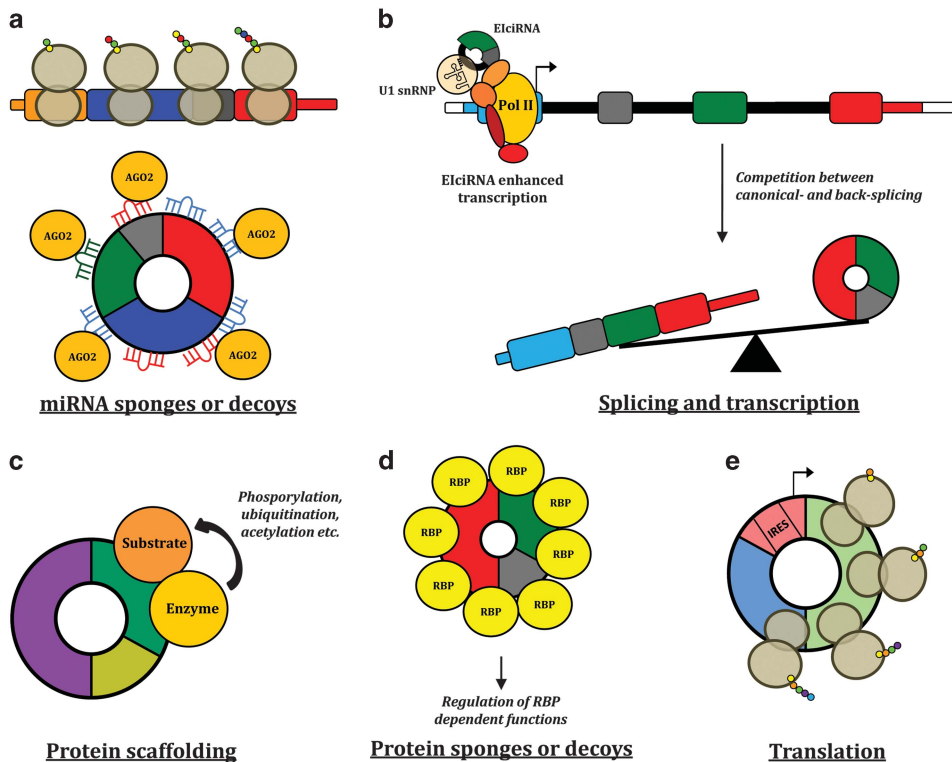 a
AGO2
AGO2
AGO2
AGO2
AGO2
miRNA sponges or decoys
b
EIciRNA
U1 snRNP
Pol II
EIciRNA enhanced
transcription
Competition between
canonical- and back-splicing
Splicing and transcription
c
Phosporylation,
ubiquitination,
acetylation etc.
Substrate
Enzyme
Protein scaffolding
d
RBP
RBP
RBP
RBP
RBP
RBP
RBP
RBP
Regulation of RBP
dependent functions
Protein sponges or decoys
e
IRES
Translation